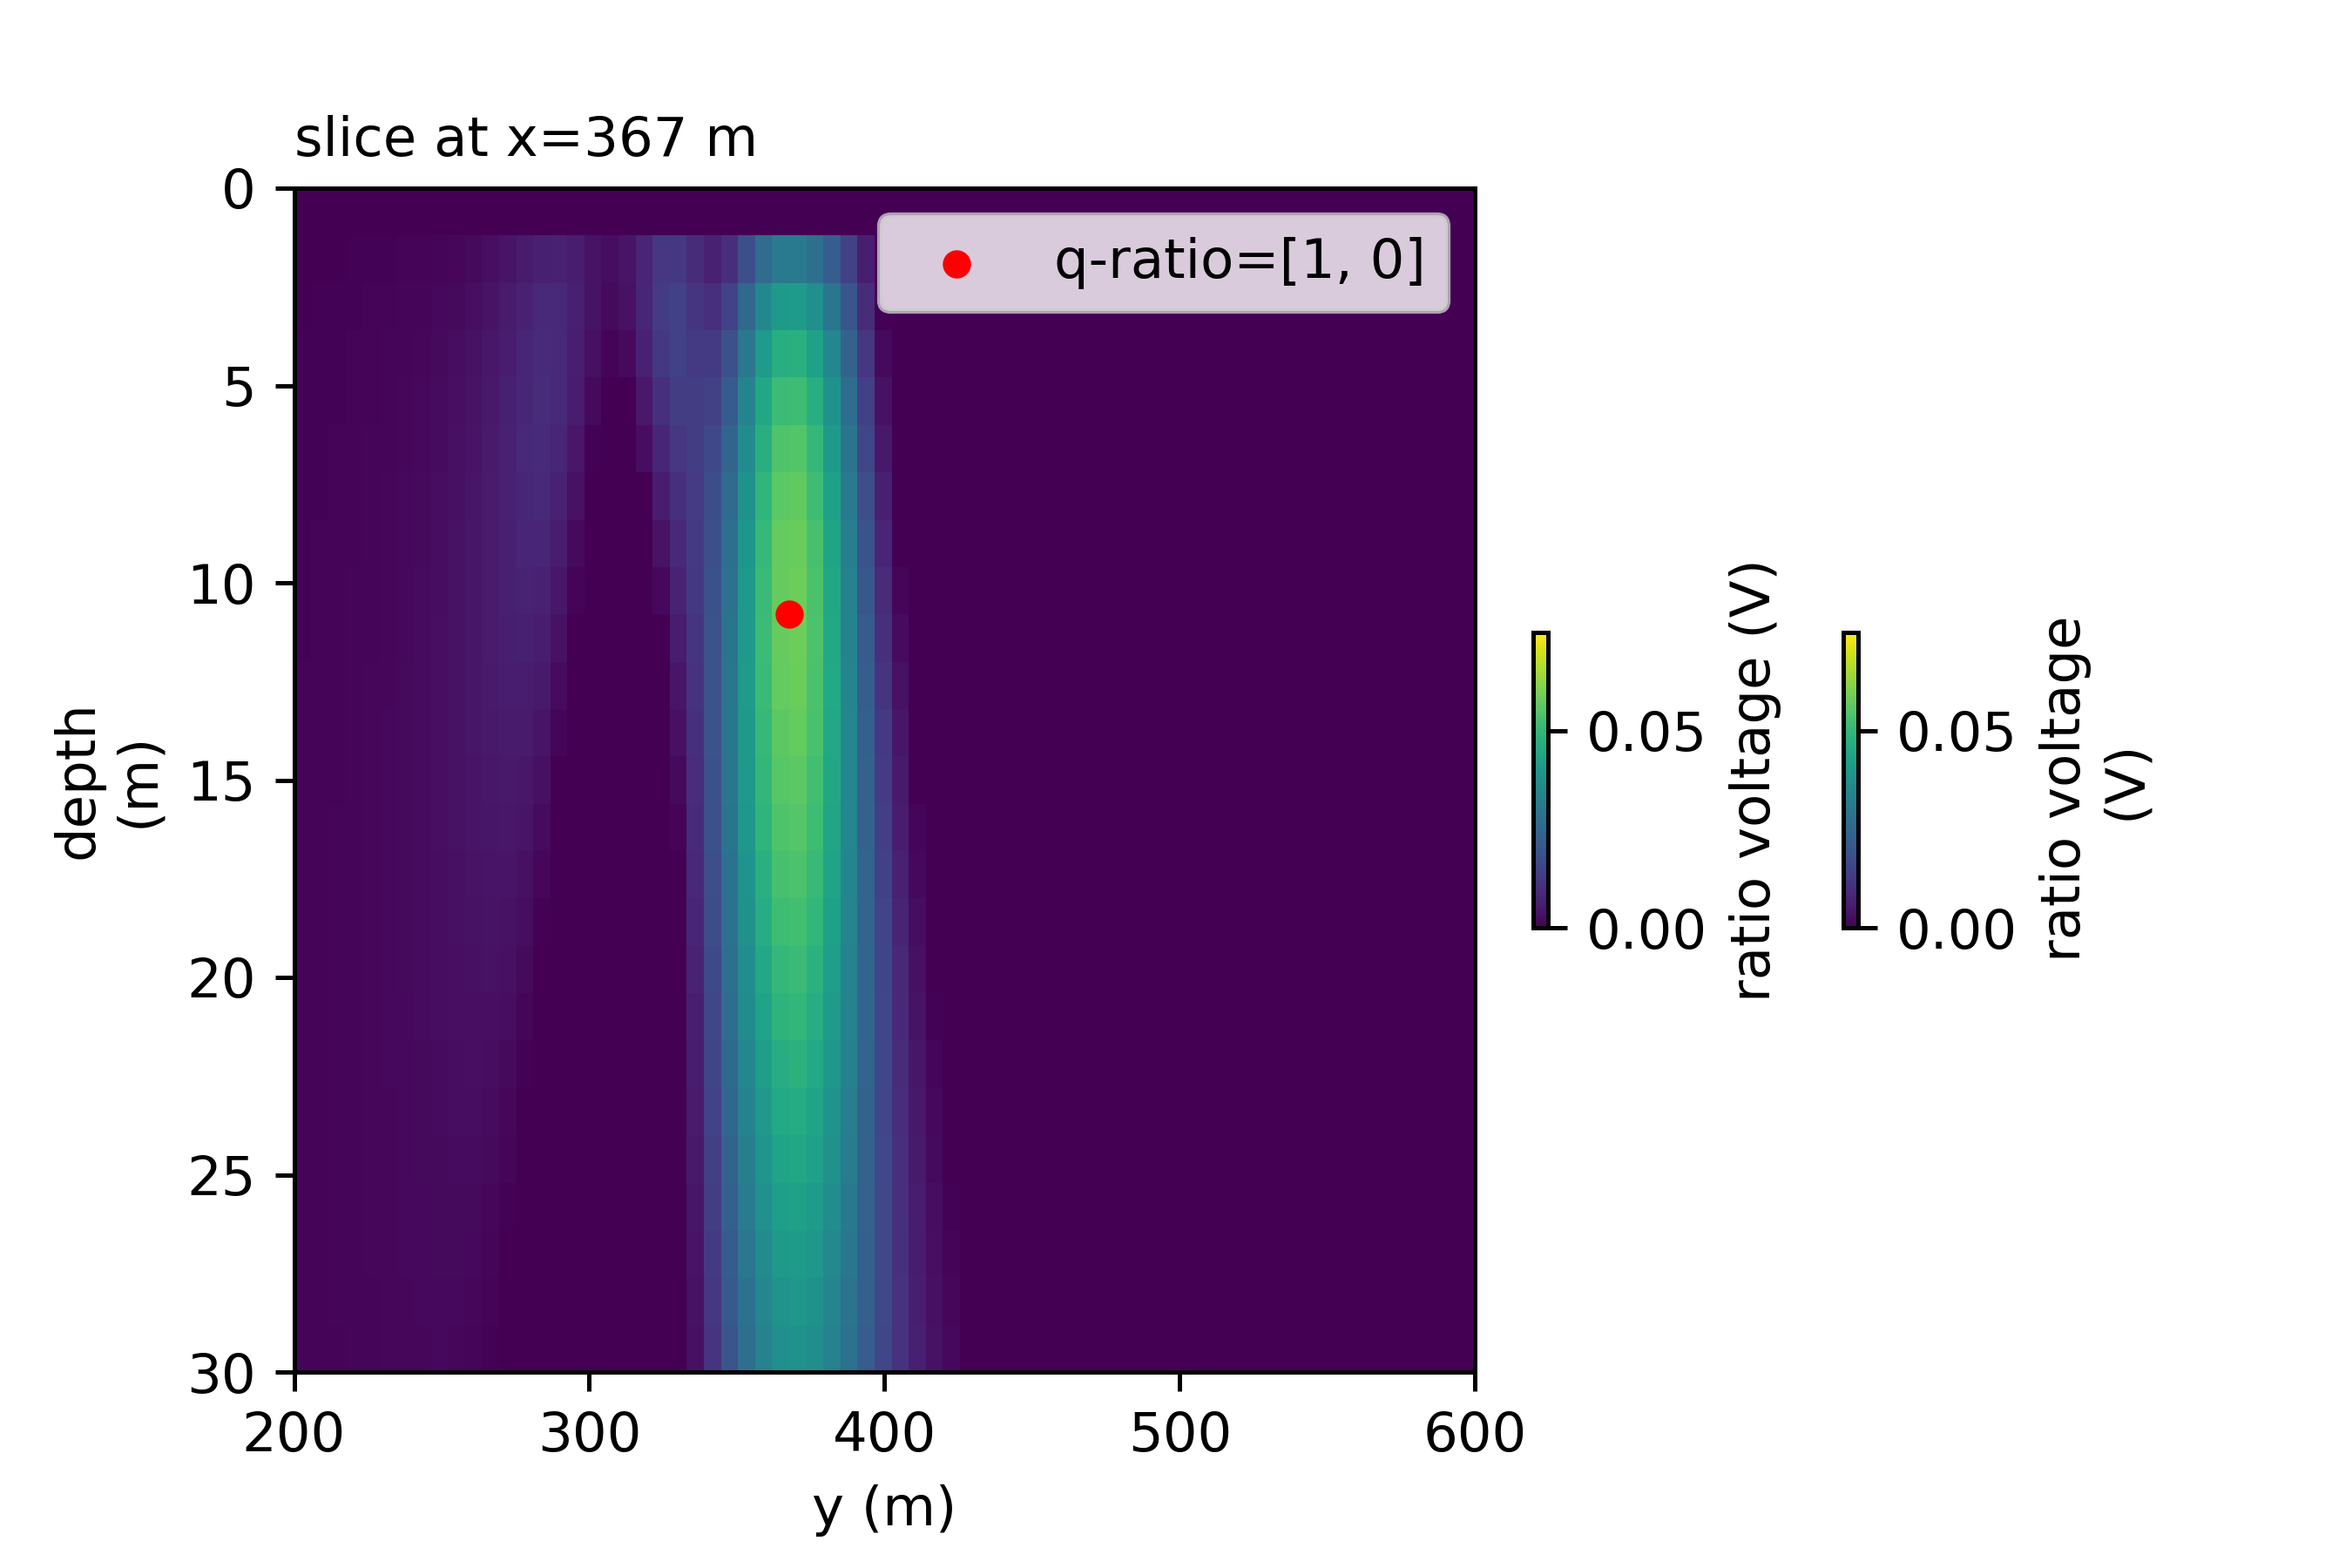 slice at x=367 m
q-ratio=[1, 0]
0
5
10
15
20
25
30
depth
(m)
200
300
400
500
600
y (m)
0.05
0.00
ratio voltage (V)
0.05
0.00
ratio voltage
(V)